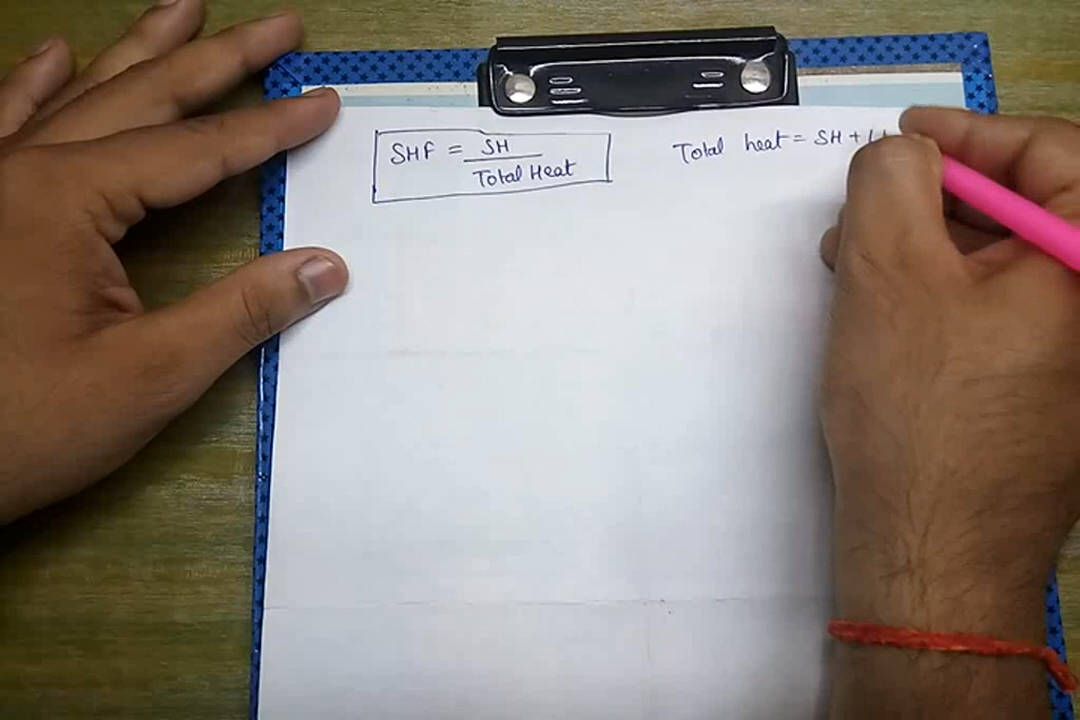 SHF = SH
Total Heat
Total heat = SH +